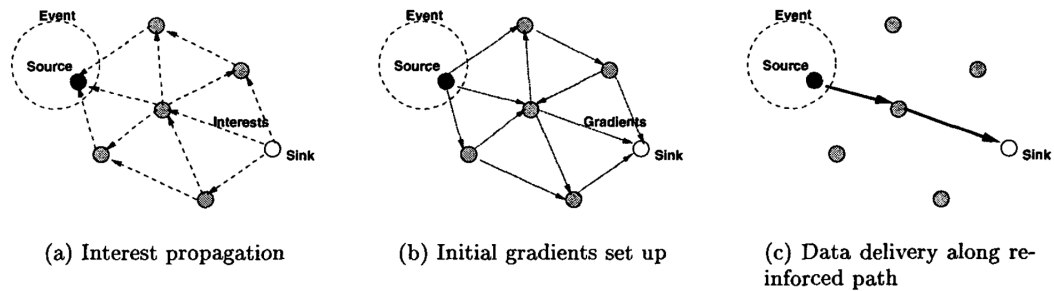 Event
Source
Interests
Sink
(a) Interest propagation
Event
Source
Gradients
Sink
(b) Initial gradients set up
Event
Source
Sink
(c) Data delivery along re-
inforced path